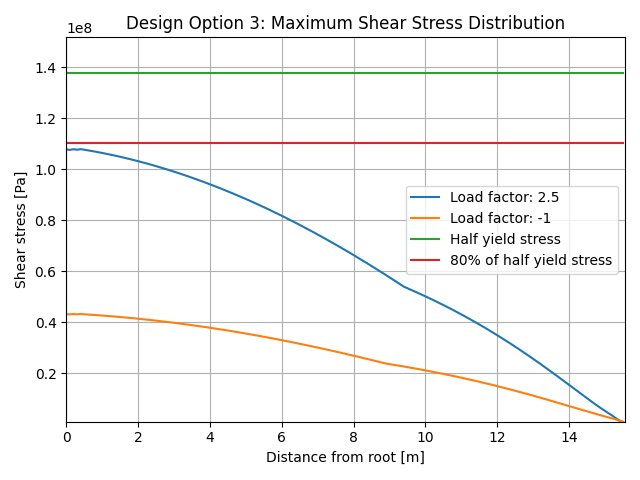 Design Option 3: Maximum Shear Stress Distribution
1e8
1.4
1.2
1.0
0.8
0.6
0.4
0.2
Shear stress [Pa]
Load factor: 2.5
Load factor: -1
Half yield stress
80% of half yield stress
0 2 4 6 8 10 12 14
Distance from root [m]